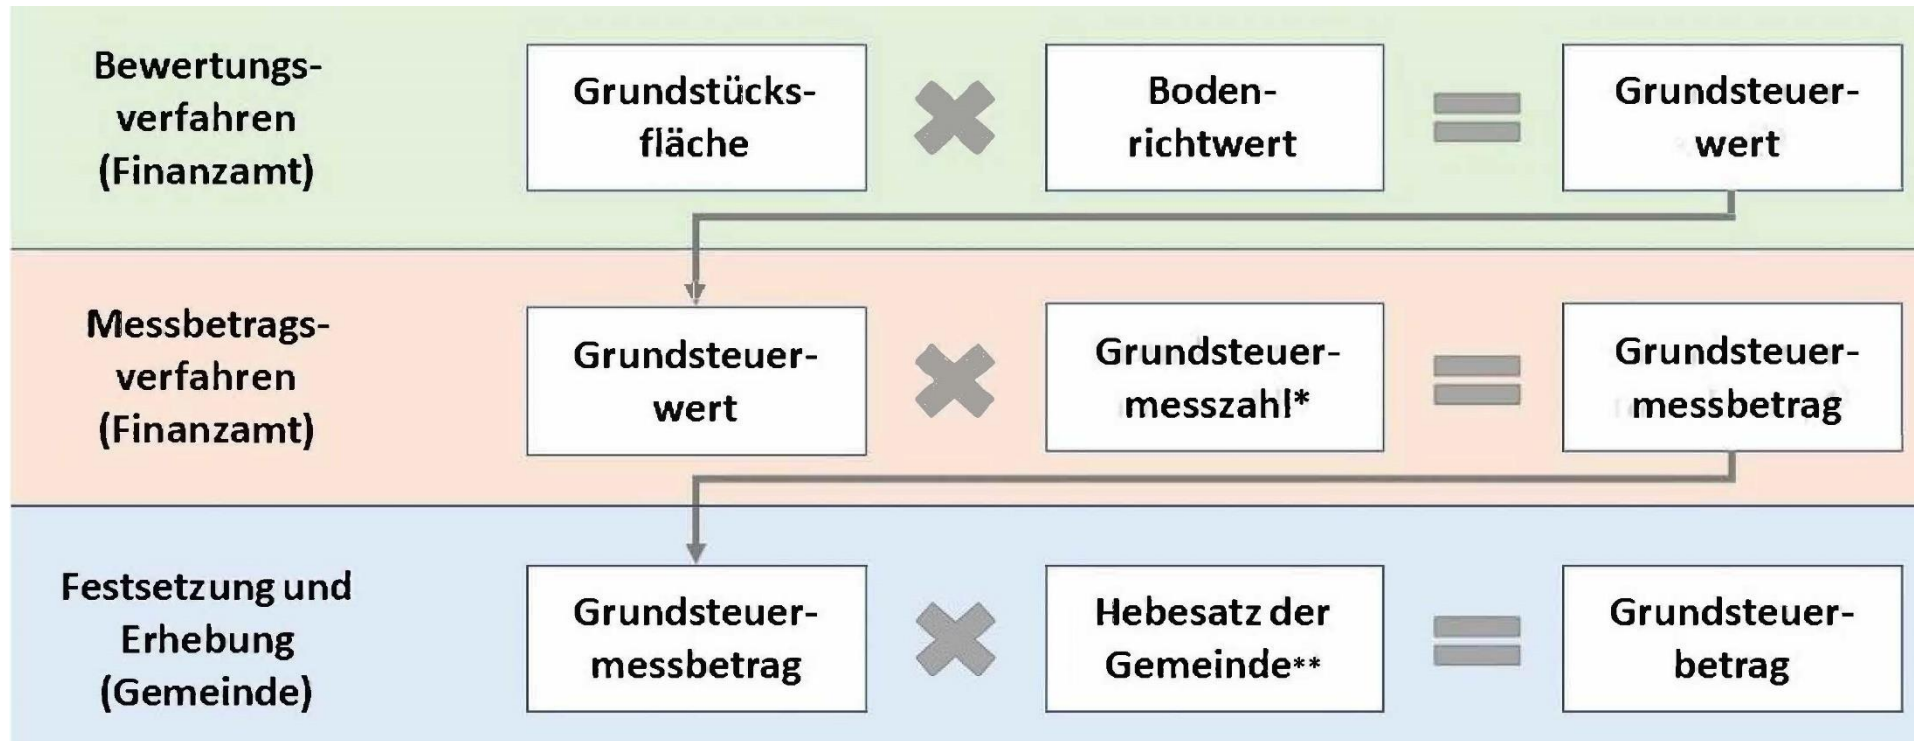 Bewertungs-
verfahren
(Finanzamt)
Grundstücks-
fläche
Boden-
richtwert
Grundsteuer-
wert
Messbetrags-
verfahren
(Finanzamt)
Grundsteuer-
wert
Grundsteuer-
messzahl*
Grundsteuer-
messbetrag
Festsetzung und
Erhebung
(Gemeinde)
Grundsteuer-
messbetrag
Hebesatz der
Gemeinde**
Grundsteuer-
betrag